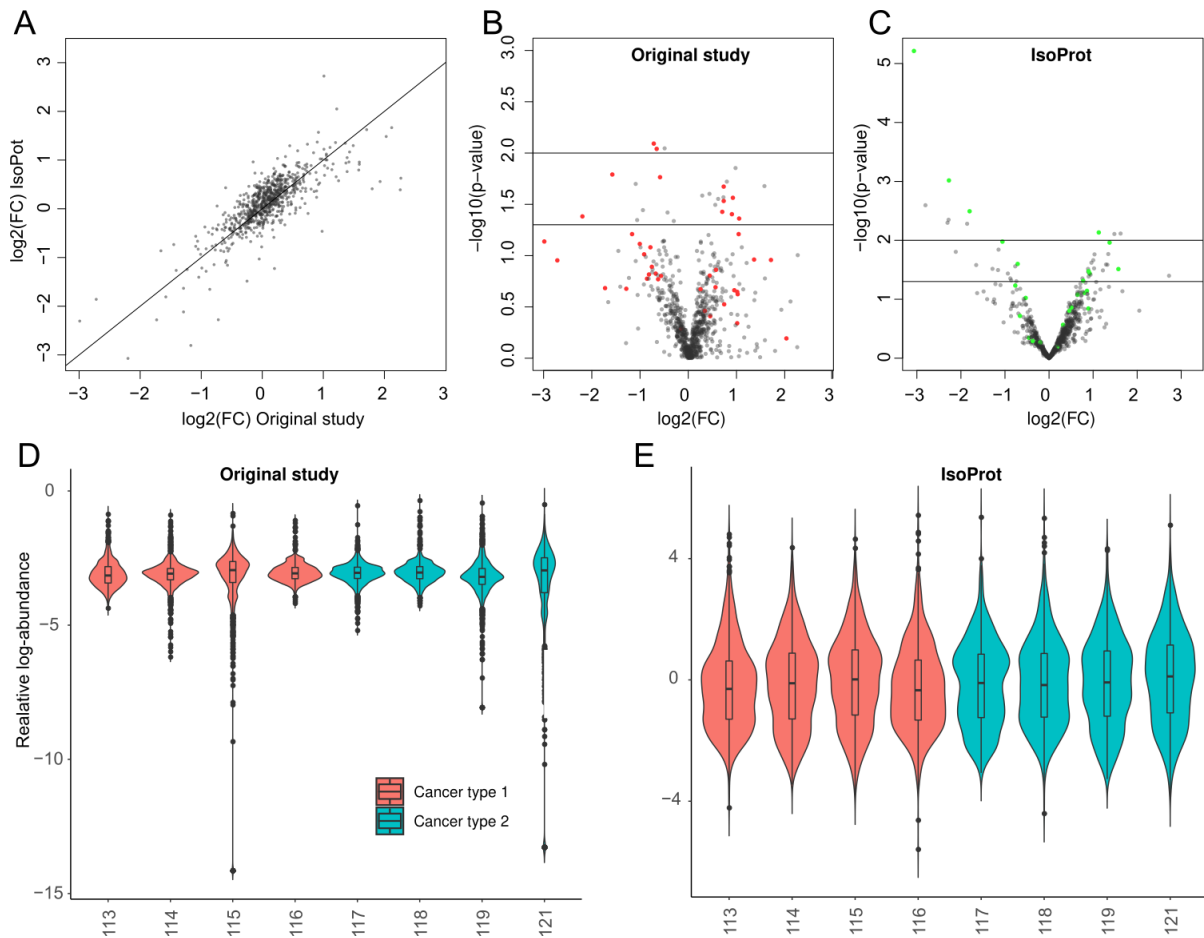 A
3
2
1
0
−1
−2
−3
log2(FC) IsoPot
−3 −2 −1 0 1 2 3
log2(FC) Original study
B
Original study
3.0
2.5
2.0
1.5
1.0
0.5
0.0
−log10(p−value)
−3 −2 −1 0 1 2 3
log2(FC)
C
IsoProt
5
4
3
2
1
0
−log10(p−value)
−3 −2 −1 0 1 2 3
log2(FC)
D
Original study
0
−5
−10
−15
Realative log−abundance
Cancer type 1
Cancer type 2
113 114 115 116 117 118 119 121
E
IsoProt
4
0
−4
113 114 115 116 117 118 119 121